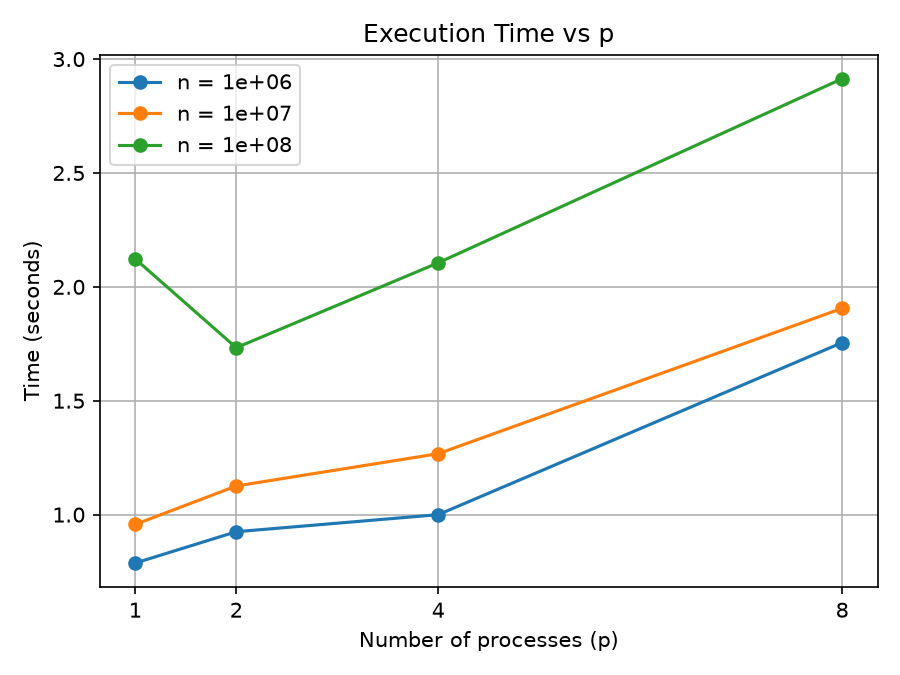 Execution Time vs p
n = 1e+06
n = 1e+07
n = 1e+08
Time (seconds)
3.0
2.5
2.0
1.5
1.0
1 2 4 8
Number of processes (p)